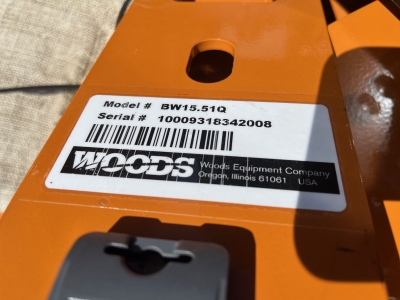 Model # BW15.51Q
Serial # 10009318342008
WOODS
Woods Equipment Company
Oregon, Illinois 61061 USA